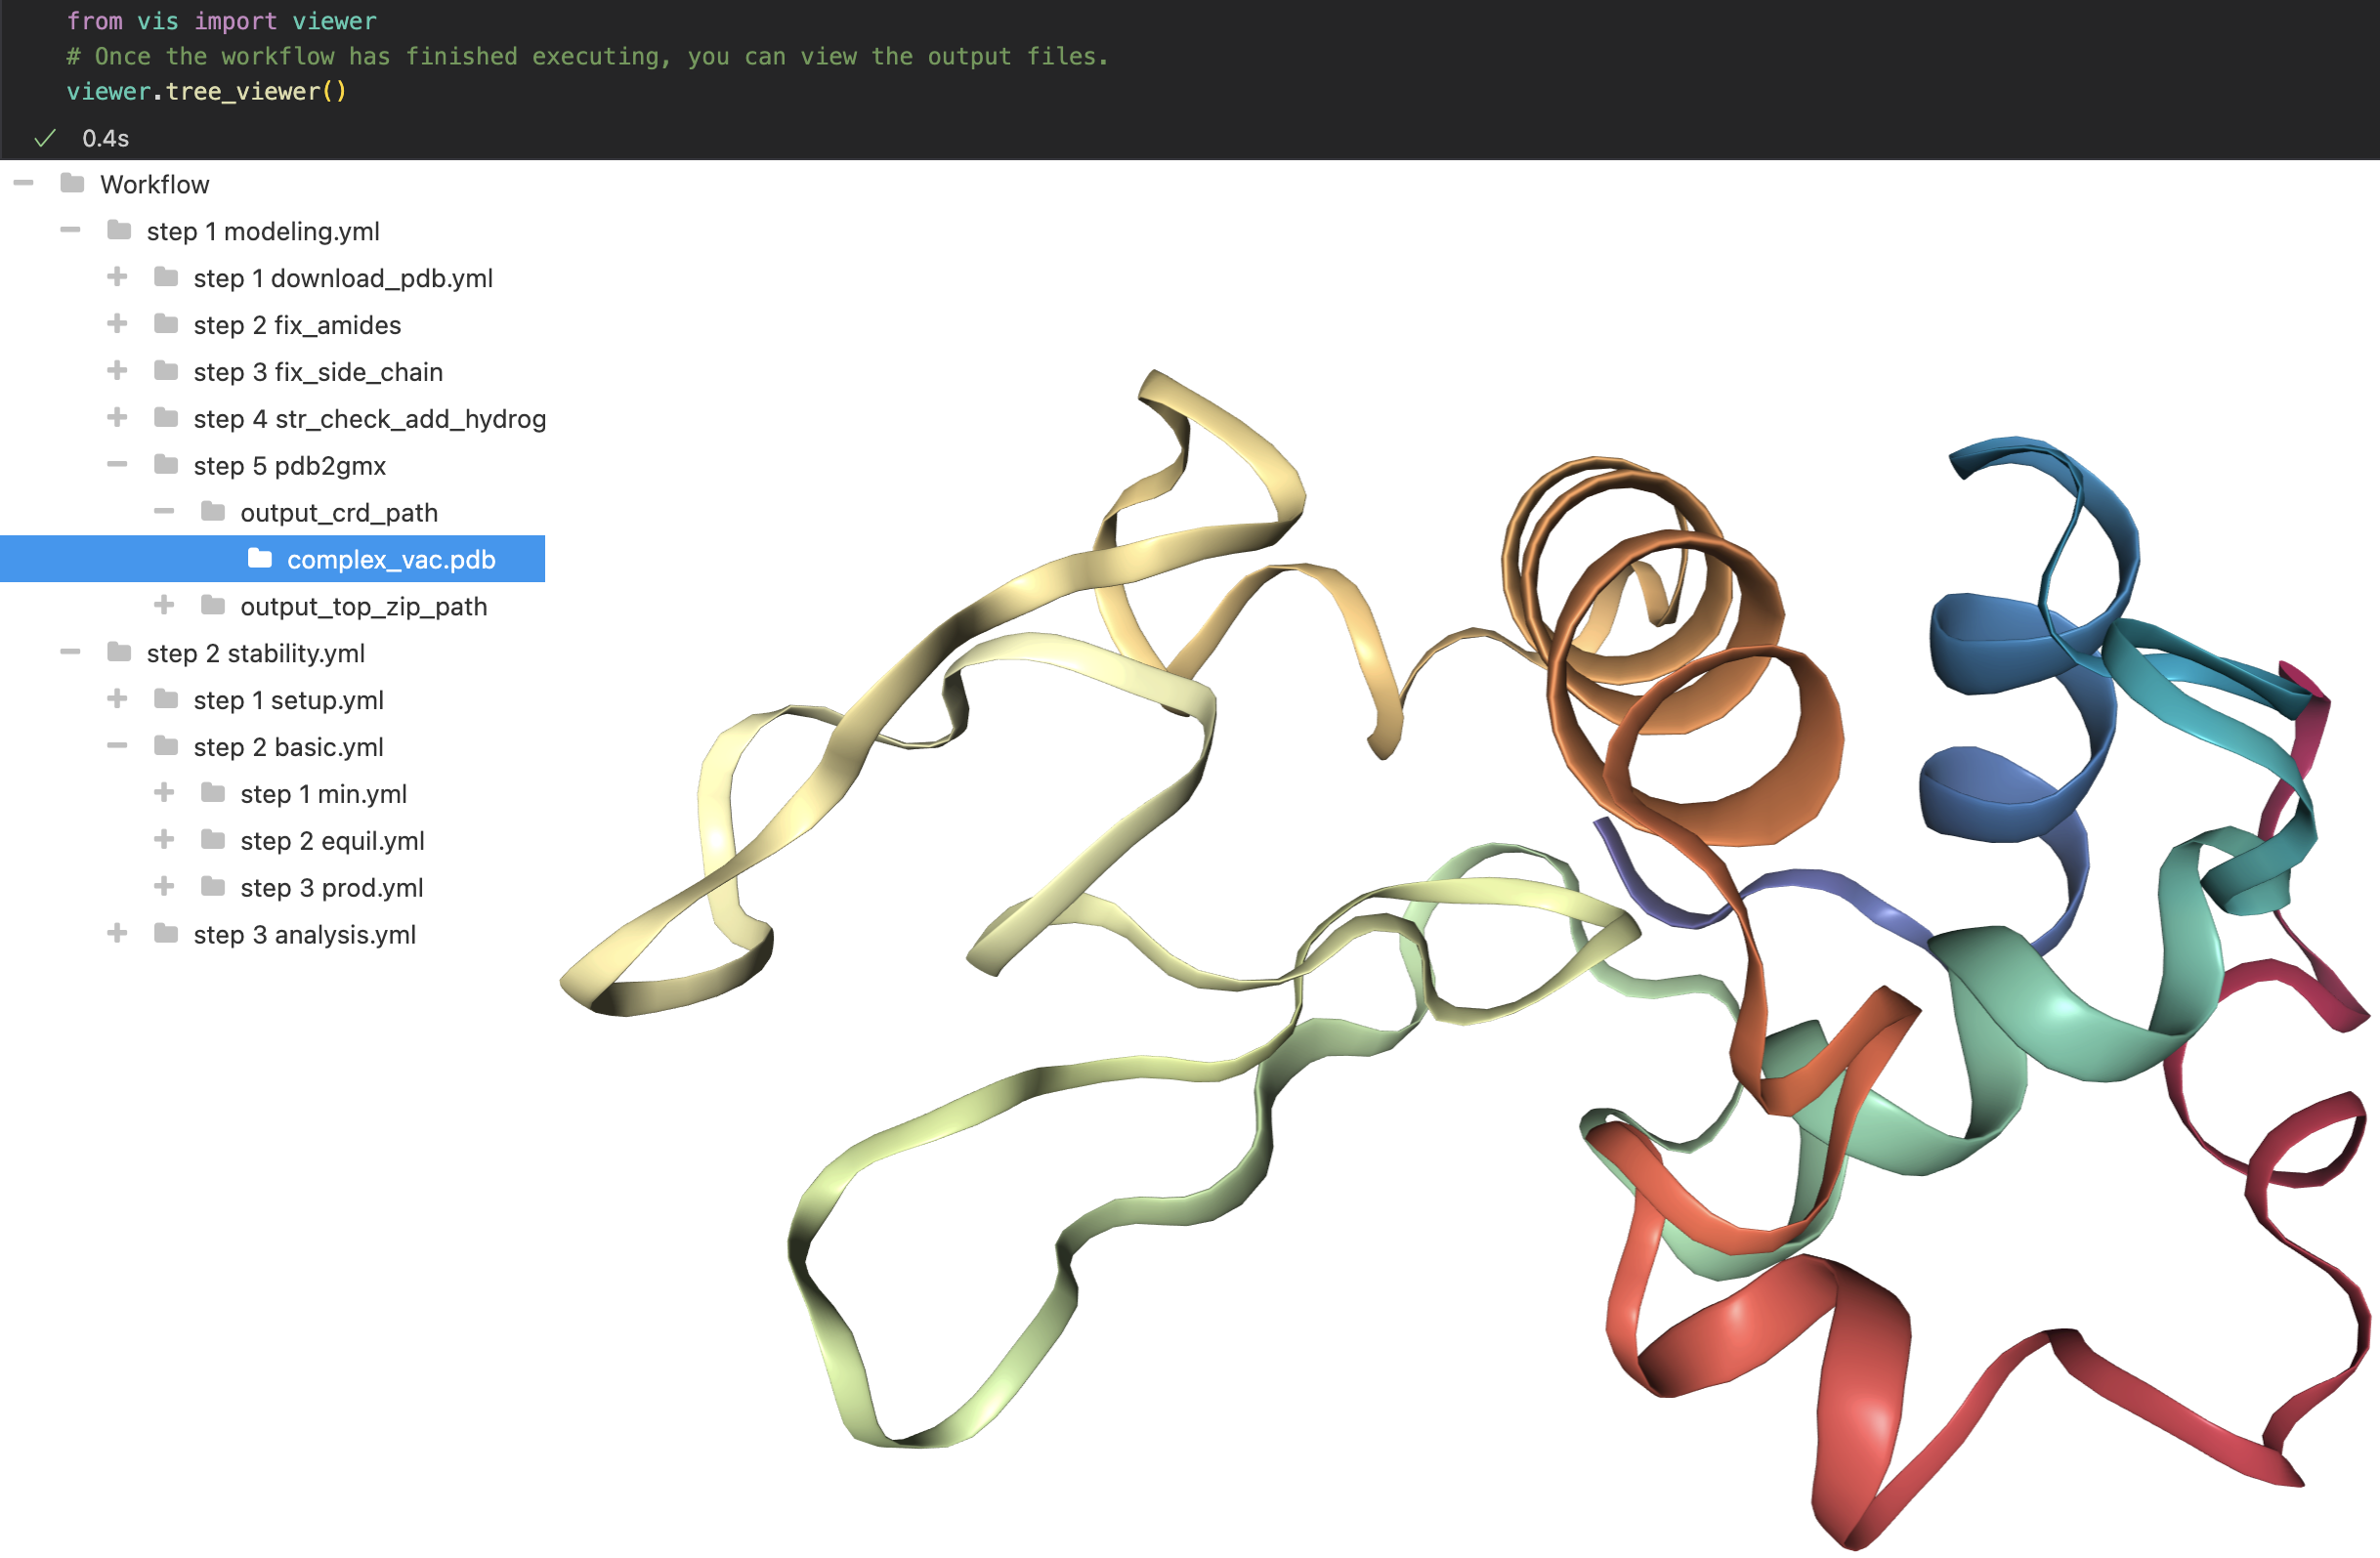 from vis import viewer
# Once the workflow has finished executing, you can view the output files.
viewer.tree_viewer()
0.4s
Workflow
step 1 modeling.yml
step 1 download_pdb.yml
step 2 fix_amides
step 3 fix_side_chain
step 4 str_check_add_hydrog
step 5 pdb2gmx
output_crd_path
complex_vac.pdb
output_top_zip_path
step 2 stability.yml
step 1 setup.yml
step 2 basic.yml
step 1 min.yml
step 2 equil.yml
step 3 prod.yml
step 3 analysis.yml